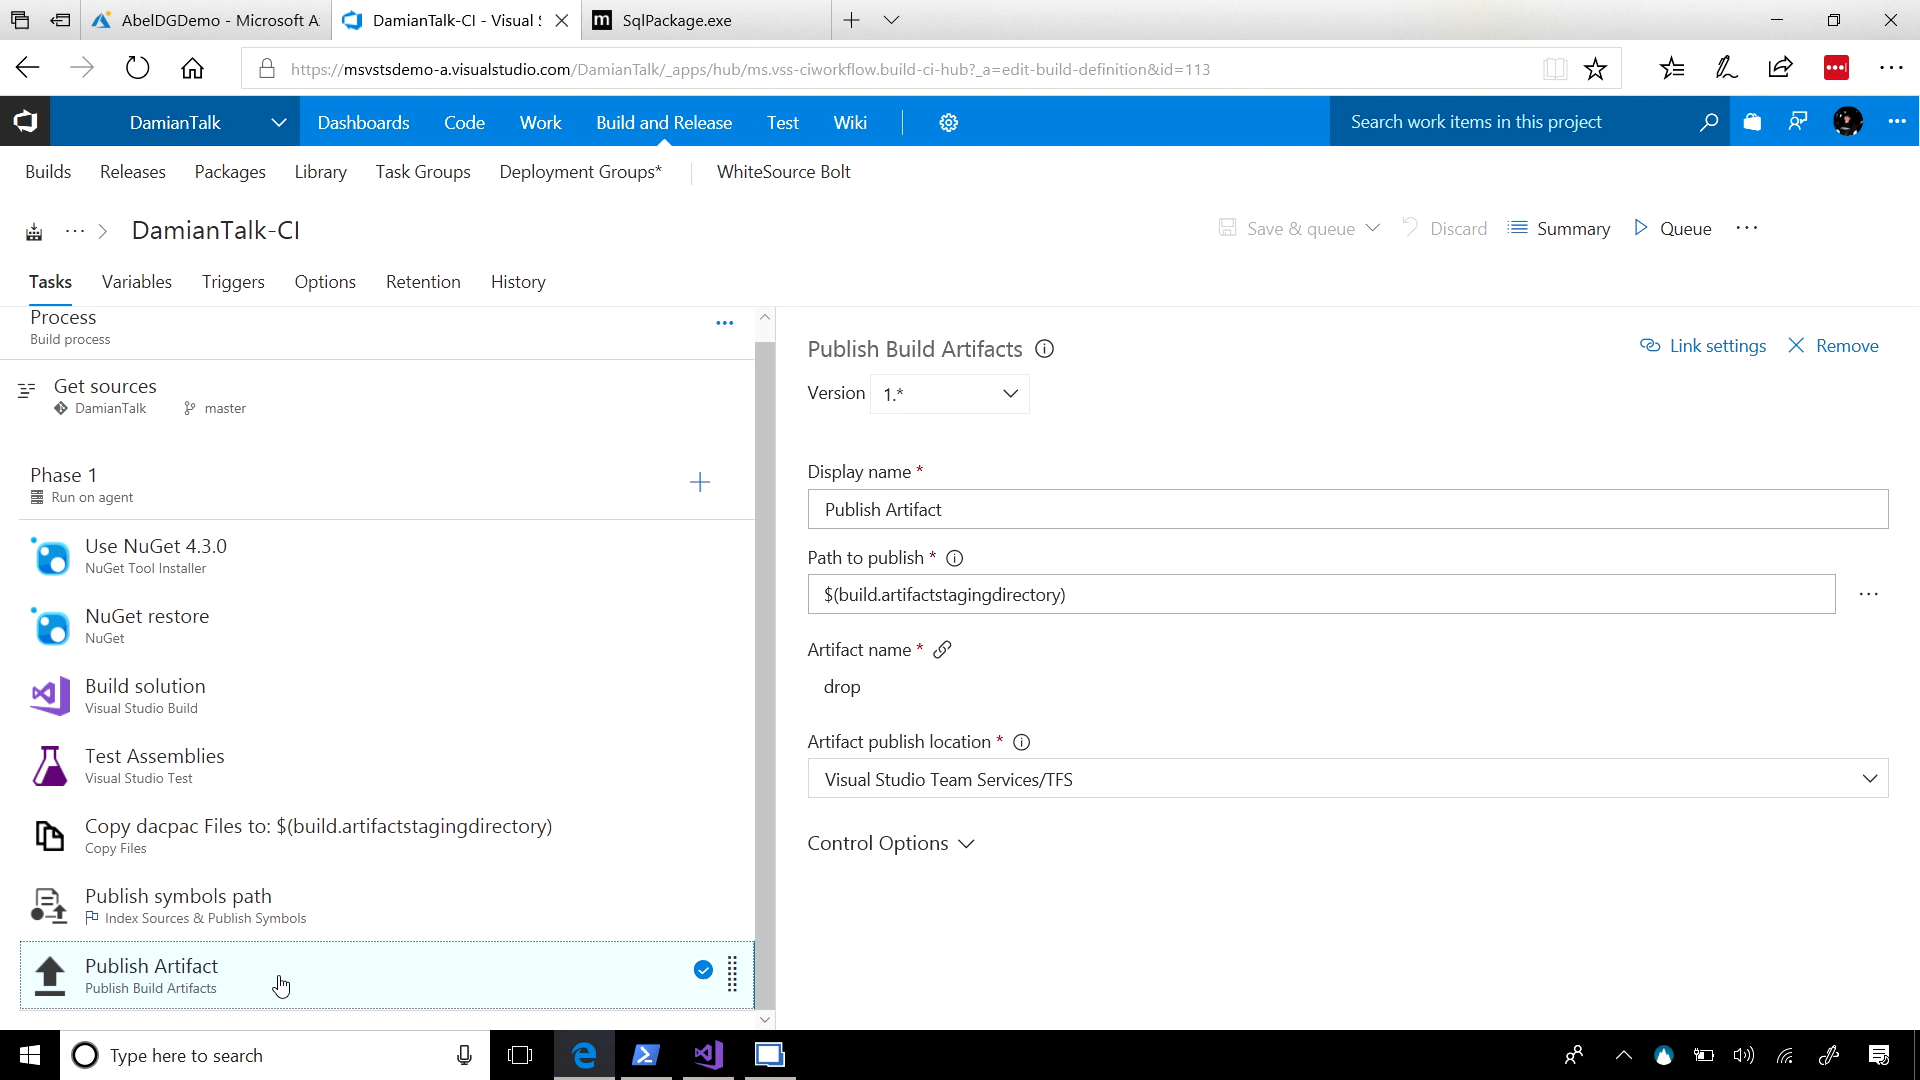 AbelDGDemo - Microsoft A
DamianTalk-CI - Visual S
SqlPackage.exe
https://msvstsdemo-a.visualstudio.com/DamianTalk/_apps/hub/ms.vss-ciworkflow.build-ci-hub?_a=edit-build-definition&id=113
DamianTalk
Dashboards
Code
Work
Build and Release
Test
Wiki
Search work items in this project
Builds
Releases
Packages
Library
Task Groups
Deployment Groups*
WhiteSource Bolt
DamianTalk-CI
Save & queue
Discard
Summary
Queue
Tasks
Variables
Triggers
Options
Retention
History
Process
Build process
Get sources
DamianTalk
master
Phase 1
Run on agent
Use NuGet 4.3.0
NuGet Tool Installer
NuGet restore
NuGet
Build solution
Visual Studio Build
Test Assemblies
Visual Studio Test
Copy dacpac Files to: $(build.artifactstagingdirectory)
Copy Files
Publish symbols path
Index Sources & Publish Symbols
Publish Artifact
Publish Build Artifacts
Publish Build Artifacts
Link settings
Remove
Version
1.*
Display name *
Publish Artifact
Path to publish *
$(build.artifactstagingdirectory)
Artifact name *
drop
Artifact publish location *
Visual Studio Team Services/TFS
Control Options
Type here to search